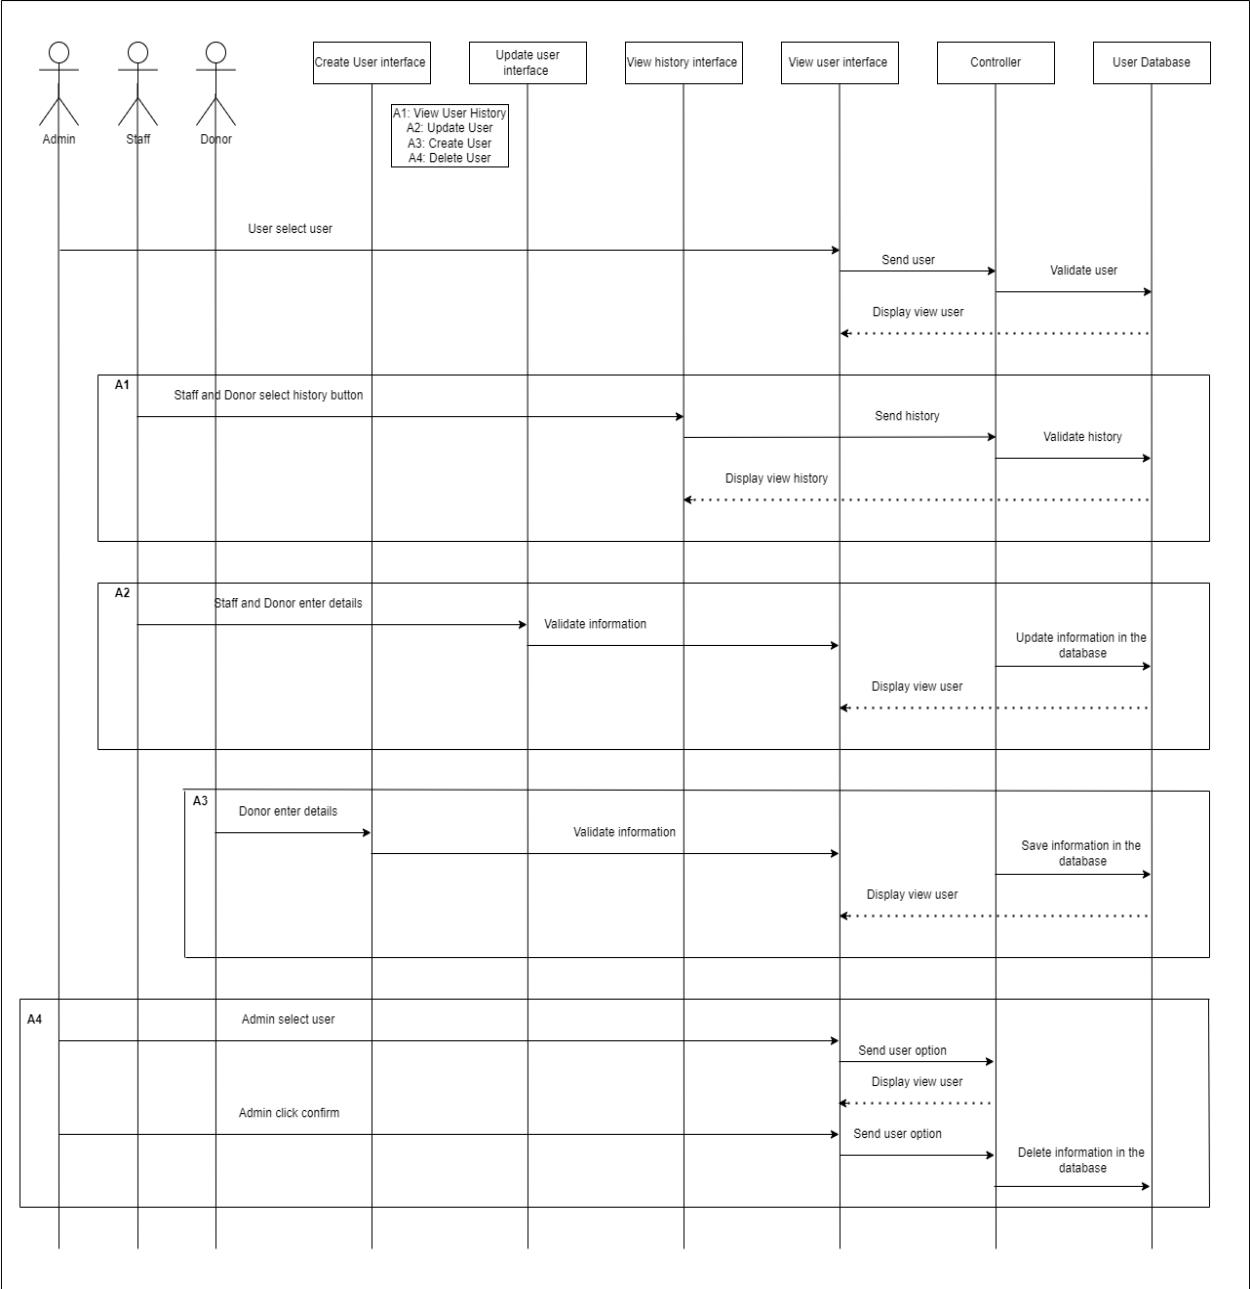 Admin
Staff
Donor
Create User interface
Update user
interface
View history interface
View user interface
Controller
User Database
A1: View User History
A2: Update User
A3: Create User
A4: Delete User
User select user
Send user
Validate user
Display view user
A1
Staff and Donor select history button
Send history
Validate history
Display view history
A2
Staff and Donor enter details
Validate information
Update information in the
database
Display view user
A3
Donor enter details
Validate information
Save information in the
database
Display view user
A4
Admin select user
Send user option
Display view user
Admin click confirm
Send user option
Delete information in the
database